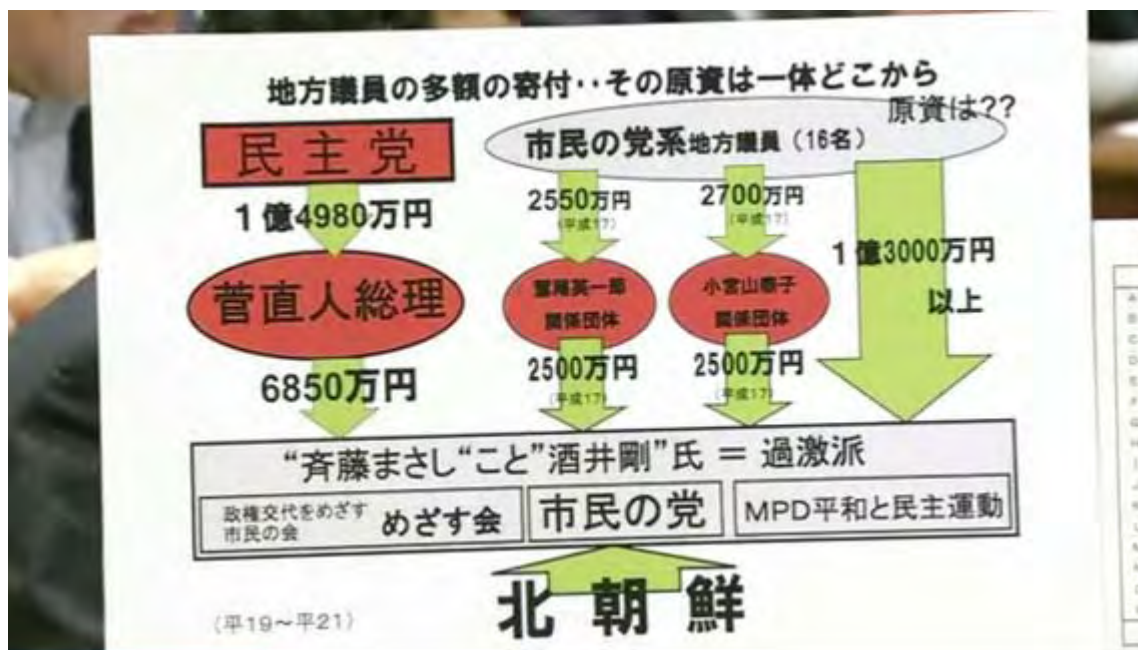 地方議員の多額の寄付‥その原資は一体どこから
原資は??
民主党
市民の党系地方議員（16名）
1億4980万円
2550万円
（平成17）
2700万円
（平成17）
1億3000万円
以上
菅直人総理
鷲尾英一郎
関係団体
小宮山泰子
関係団体
6850万円
2500万円
（平成17）
2500万円
（平成17）
“斉藤まさし“こと”酒井剛”氏 = 過激派
政権交代をめざす
市民の会
めざす会
市民の党
MPD平和と民主運動
北朝鮮
（平19～平21）